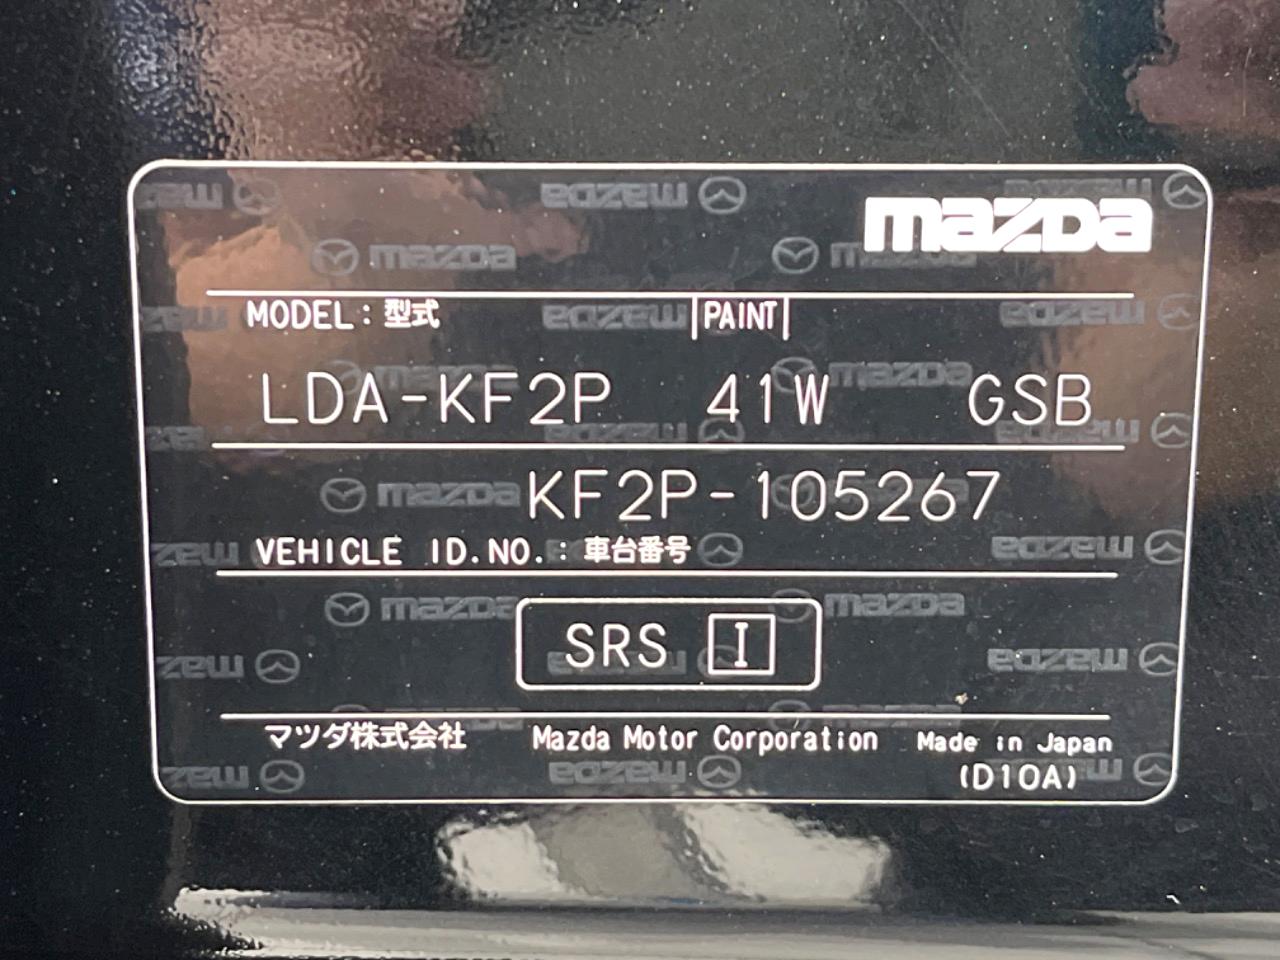 mazda
MODEL : 型式 PAINT
LDA-KF2P 41W GSB
KF2P-105267
VEHICLE ID.NO. : 車台番号
SRS I
マツダ株式会社 Mazda Motor Corporation Made in Japan
(D10A)